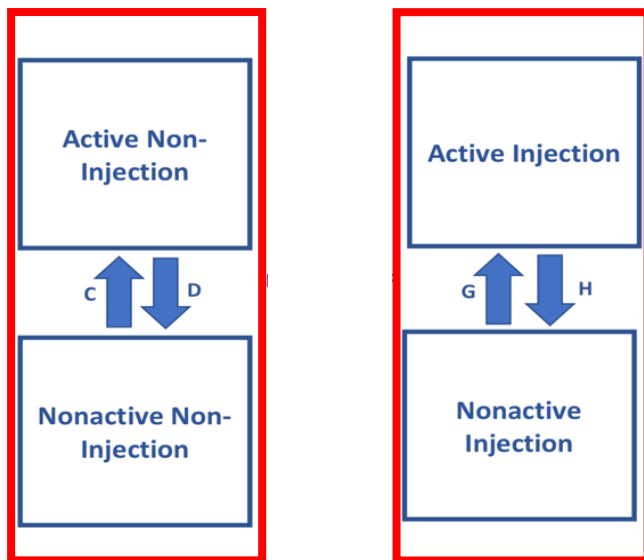 Active Non-
Injection
C
D
Nonactive Non-
Injection
Active Injection
G
H
Nonactive
Injection